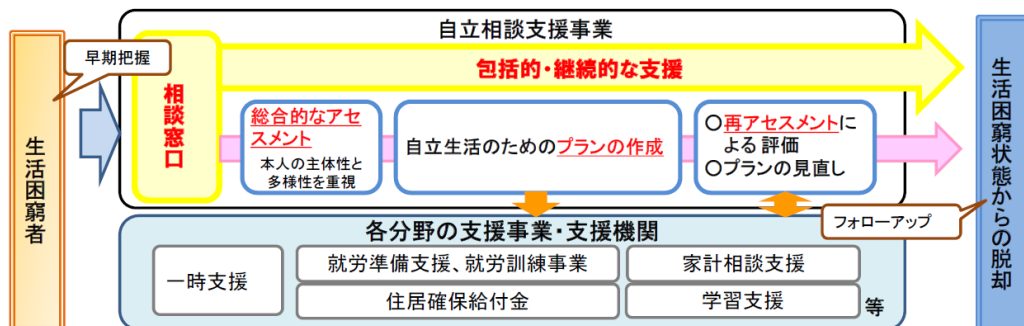 自立相談支援事業
早期把握
包括的・継続的な支援
相談窓口
生活困窮者
総合的なアセ
スメント
本人の主体性と
多様性を重視
自立生活のためのプランの作成
○再アセスメントに
よる 評価
○プランの見直し
フォローアップ
生活困窮状態からの脱却
各分野の支援事業・支援機関
一時支援
就労準備支援、就労訓練事業
家計相談支援
住居確保給付金
学習支援
等